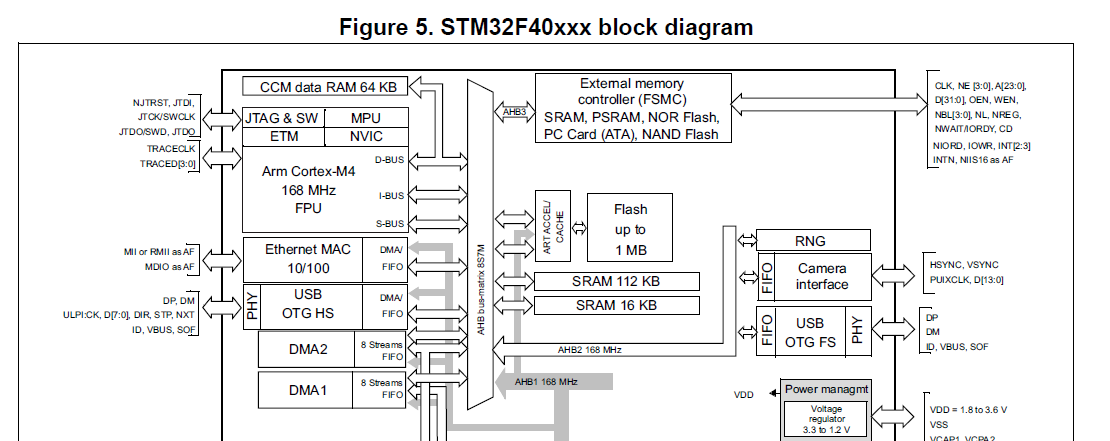 Figure 5. STM32F40xxx block diagram
CCM data RAM 64 KB
NJTRST, JTDI,
JTCK/SWCLK
JTDO/SWD, JTDO
TRACECLK
TRACED[3:0]
JTAG & SW
MPU
ETM
NVIC
Arm Cortex-M4
168 MHz
FPU
D-BUS
I-BUS
S-BUS
MII or RMII as AF
MDIO as AF
Ethernet MAC
10/100
DMA/
FIFO
DP, DM
ULPI:CK, D[7:0], DIR, STP, NXT
ID, VBUS, SOF
PHY
USB
OTG HS
DMA/
FIFO
DMA2
8 Streams
FIFO
DMA1
8 Streams
FIFO
AHB bus-matrix 8S7M
AHB3
External memory
controller (FSMC)
SRAM, PSRAM, NOR Flash,
PC Card (ATA), NAND Flash
CLK, NE [3:0], A[23:0],
D[31:0], OEN, WEN,
NBL[3:0], NL, NREG,
NWAIT/IORDY, CD
NIORD, IOWR, INT[2:3]
INTN, NIIS16 as AF
ART ACCEL/
CACHE
Flash
up to
1 MB
SRAM 112 KB
SRAM 16 KB
AHB2 168 MHz
AHB1 168 MHz
RNG
FIFO
Camera
interface
HSYNC, VSYNC
PUIXCLK, D[13:0]
FIFO
USB
OTG FS
PHY
DP
DM
ID, VBUS, SOF
VDD
Power managmt
Voltage
regulator
3.3 to 1.2 V
VDD = 1.8 to 3.6 V
VSS
VCAP1, VCPA2